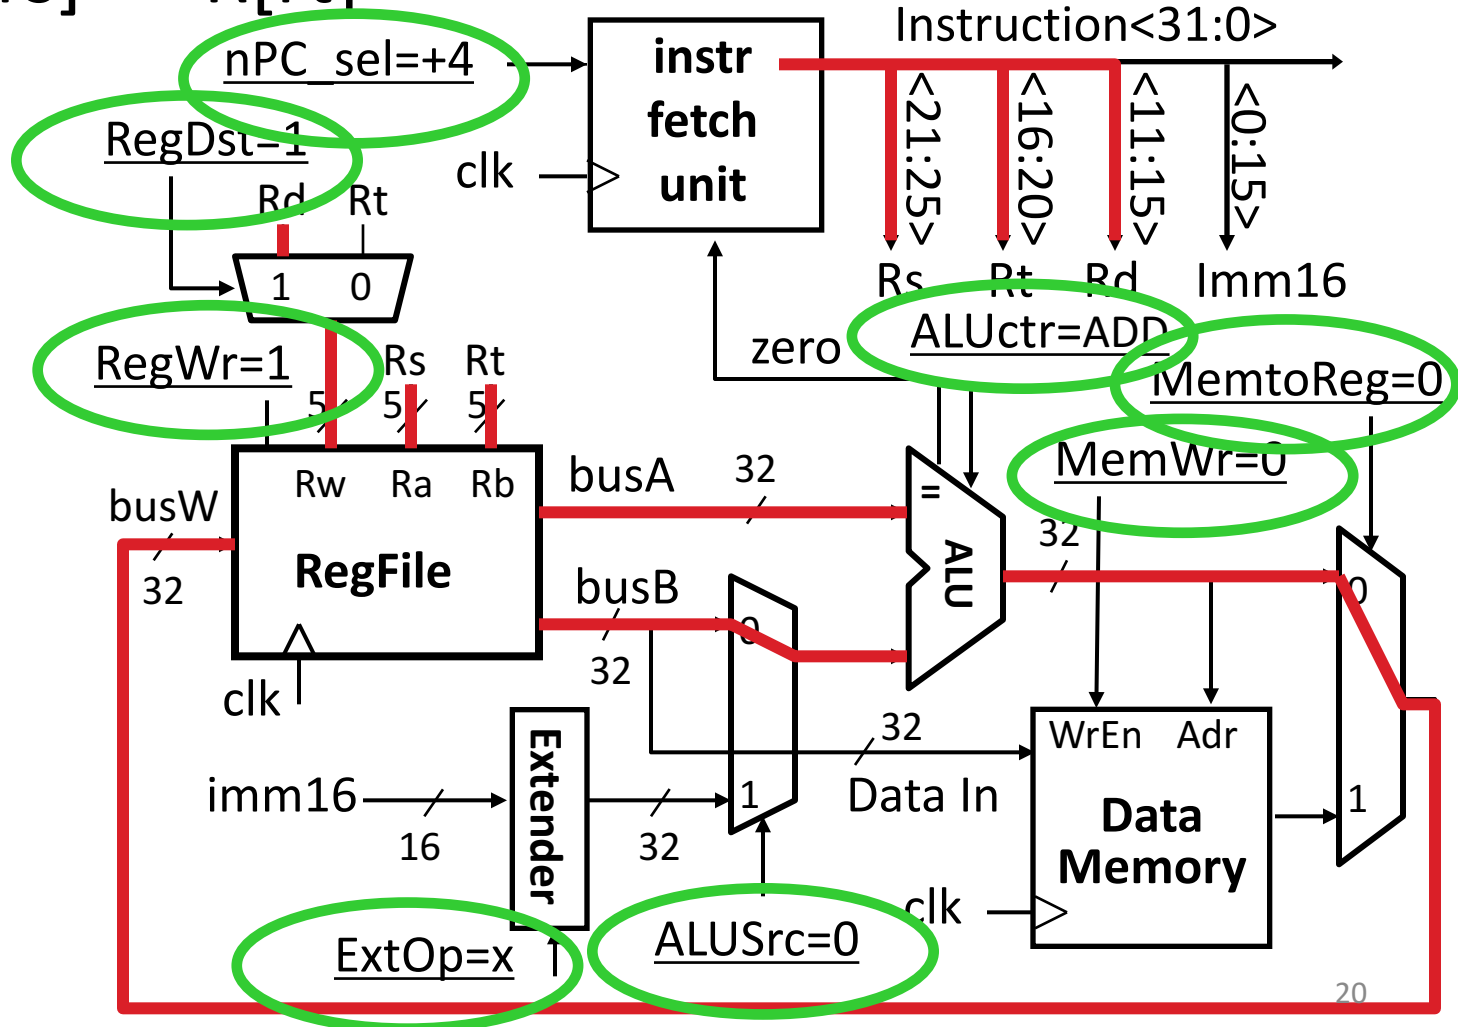 Instruction<31:0>
nPC_sel=+4
instr
fetch
unit
RegDst=1
clk
<21:25>
<16:20>
<11:15>
<0:15>
Rd
Rt
Rs
Rt
Rd
Imm16
1
0
ALUctr=ADD
zero
RegWr=1
Rs
Rt
MemtoReg=0
5
5
5
MemWr=0
Rw
Ra
Rb
busA
32
=
busW
32
RegFile
ALU
32
busB
0
0
32
clk
32
WrEn
Adr
Extender
imm16
1
Data In
1
16
32
Data
Memory
clk
ExtOp=x
ALUSrc=0
20